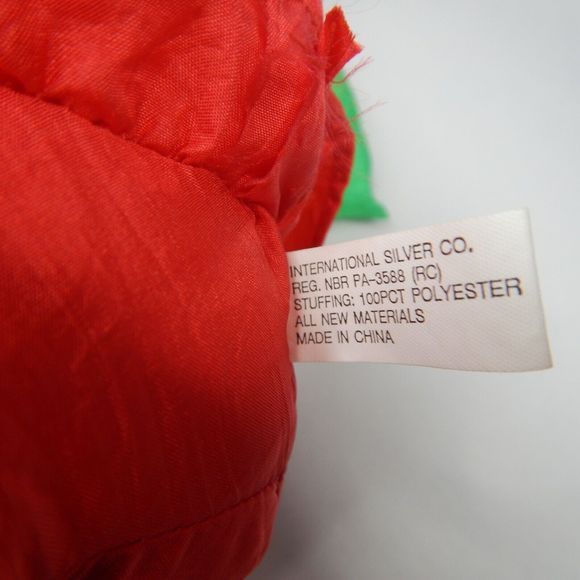 INTERNATIONAL SILVER CO.
REG. NBR PA-3588 (RC)
STUFFING: 100PCT POLYESTER
ALL NEW MATERIALS
MADE IN CHINA